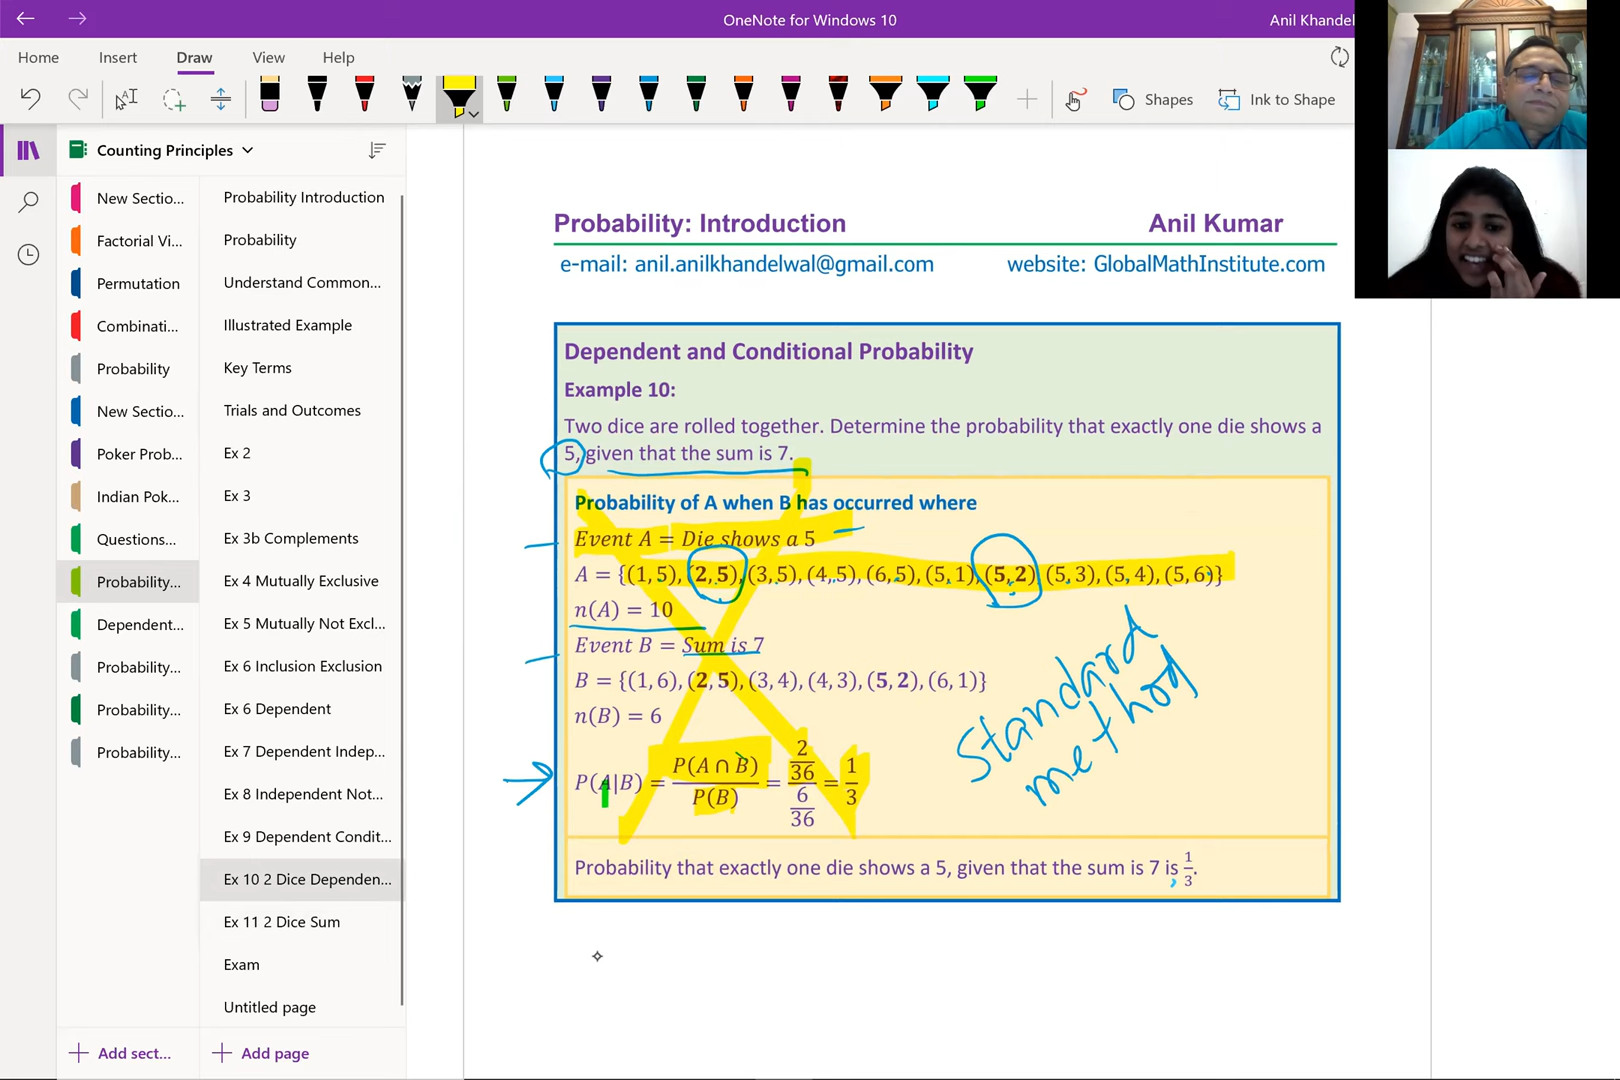 OneNote for Windows 10
Anil Khandel
Home Insert Draw View Help
Shapes Ink to Shape
Counting Principles
New Sectio...
Factorial Vi...
Permutation
Combinati...
Probability
New Sectio...
Poker Prob...
Indian Pok...
Questions...
Probability...
Dependent...
Probability...
Probability...
Probability...
Add sect...
Probability Introduction
Probability
Understand Common...
Illustrated Example
Key Terms
Trials and Outcomes
Ex 2
Ex 3
Ex 3b Complements
Ex 4 Mutually Exclusive
Ex 5 Mutually Not Excl...
Ex 6 Inclusion Exclusion
Ex 6 Dependent
Ex 7 Dependent Indep...
Ex 8 Independent Not...
Ex 9 Dependent Condit...
Ex 10 2 Dice Dependen...
Ex 11 2 Dice Sum
Exam
Untitled page
Add page
Probability: Introduction Anil Kumar
e-mail: anil.anilkhandelwal@gmail.com website: GlobalMathInstitute.com
Dependent and Conditional Probability
Example 10:
Two dice are rolled together. Determine the probability that exactly one die shows a
5, given that the sum is 7.
Probability of A when B has occurred where
Event A = Die shows a 5
A = {(1, 5), (2, 5), (3, 5), (4, 5), (6, 5), (5, 1), (5, 2), (5, 3), (5, 4), (5, 6)}
n(A) = 10
Event B = Sum is 7
B = {(1, 6), (2, 5), (3, 4), (4, 3), (5, 2), (6, 1)}
n(B) = 6
P(A|B) = P(A ∩ B)/P(B) = (2/36)/(6/36) = 1/3
Standard
method
Probability that exactly one die shows a 5, given that the sum is 7 is 1/3.